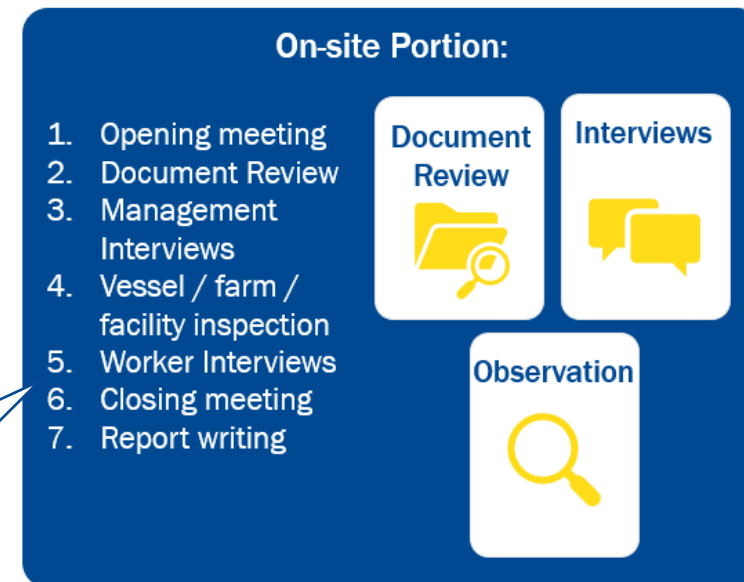 On-site Portion:
1. Opening meeting
2. Document Review
3. Management
Interviews
4. Vessel / farm /
facility inspection
5. Worker Interviews
6. Closing meeting
7. Report writing
Document
Review
Interviews
Observation